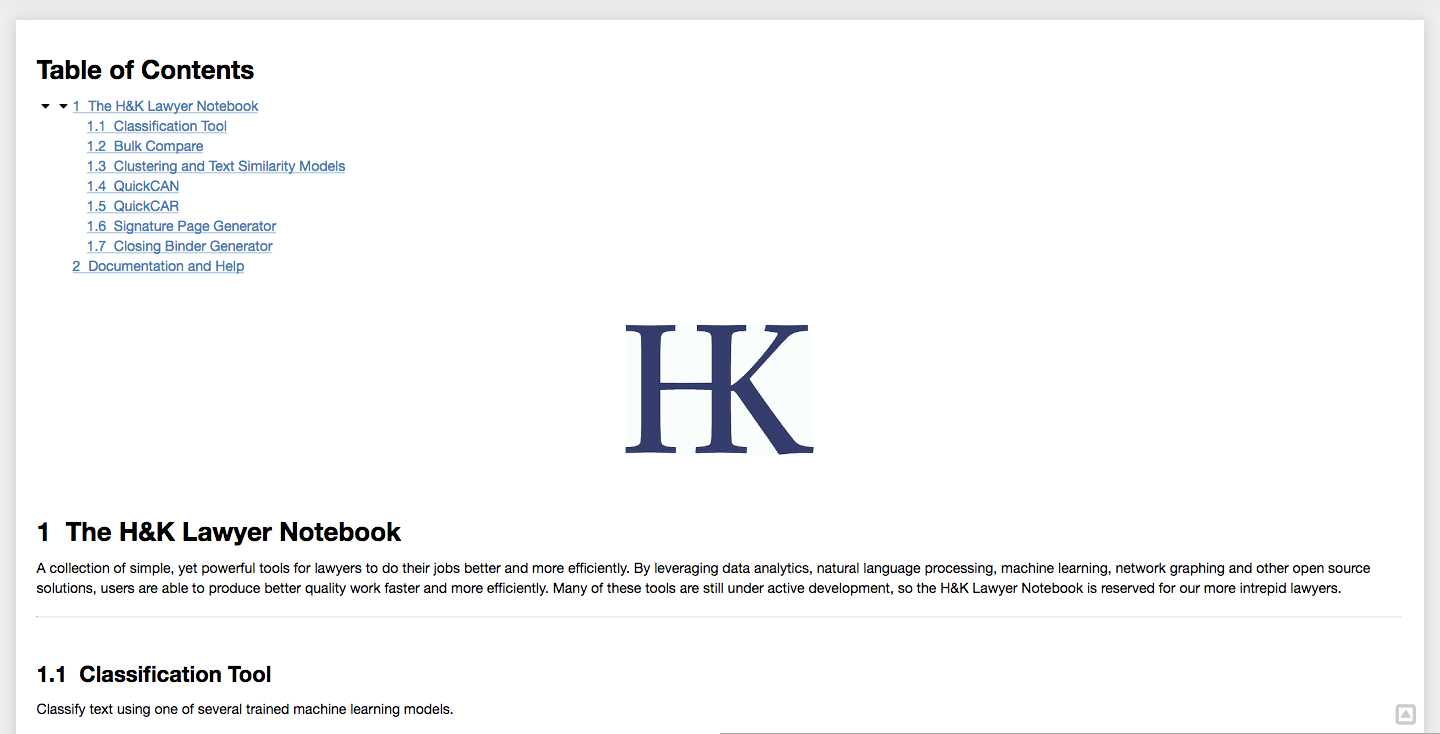 Table of Contents
1 The H&K Lawyer Notebook
1.1 Classification Tool
1.2 Bulk Compare
1.3 Clustering and Text Similarity Models
1.4 QuickCAN
1.5 QuickCAR
1.6 Signature Page Generator
1.7 Closing Binder Generator
2 Documentation and Help
HK
1 The H&K Lawyer Notebook
A collection of simple, yet powerful tools for lawyers to do their jobs better and more efficiently. By leveraging data analytics, natural language processing, machine learning, network graphing and other open source
solutions, users are able to produce better quality work faster and more efficiently. Many of these tools are still under active development, so the H&K Lawyer Notebook is reserved for our more intrepid lawyers.
1.1 Classification Tool
Classify text using one of several trained machine learning models.